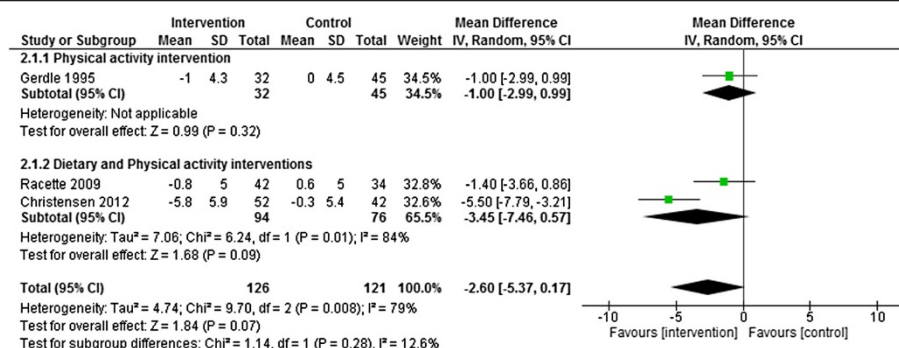 Intervention Control Mean Difference Mean Difference
Study or Subgroup Mean SD Total Mean SD Total Weight IV, Random, 95% CI IV, Random, 95% CI
2.1.1 Physical activity intervention
Gerdle 1995 -1 4.3 32 0 4.5 45 34.5% -1.00 [-2.99, 0.99]
Subtotal (95% CI) 32 45 34.5% -1.00 [-2.99, 0.99]
Heterogeneity: Not applicable
Test for overall effect: Z = 0.99 (P = 0.32)
2.1.2 Dietary and Physical activity interventions
Racette 2009 -0.8 5 42 0.6 5 34 32.8% -1.40 [-3.66, 0.86]
Christensen 2012 -5.8 5.9 52 -0.3 5.4 42 32.6% -5.50 [-7.79, -3.21]
Subtotal (95% CI) 94 76 65.5% -3.45 [-7.46, 0.57]
Heterogeneity: Tau² = 7.06; Chi² = 6.24, df = 1 (P = 0.01); I² = 84%
Test for overall effect: Z = 1.68 (P = 0.09)
Total (95% CI) 126 121 100.0% -2.60 [-5.37, 0.17]
Heterogeneity: Tau² = 4.74; Chi² = 9.70, df = 2 (P = 0.008); I² = 79%
Test for overall effect: Z = 1.84 (P = 0.07)
Test for subgroup differences: Chi² = 1.14, df = 1 (P = 0.28), I² = 12.6%
-10 -5 0 5 10
Favours [intervention] Favours [control]